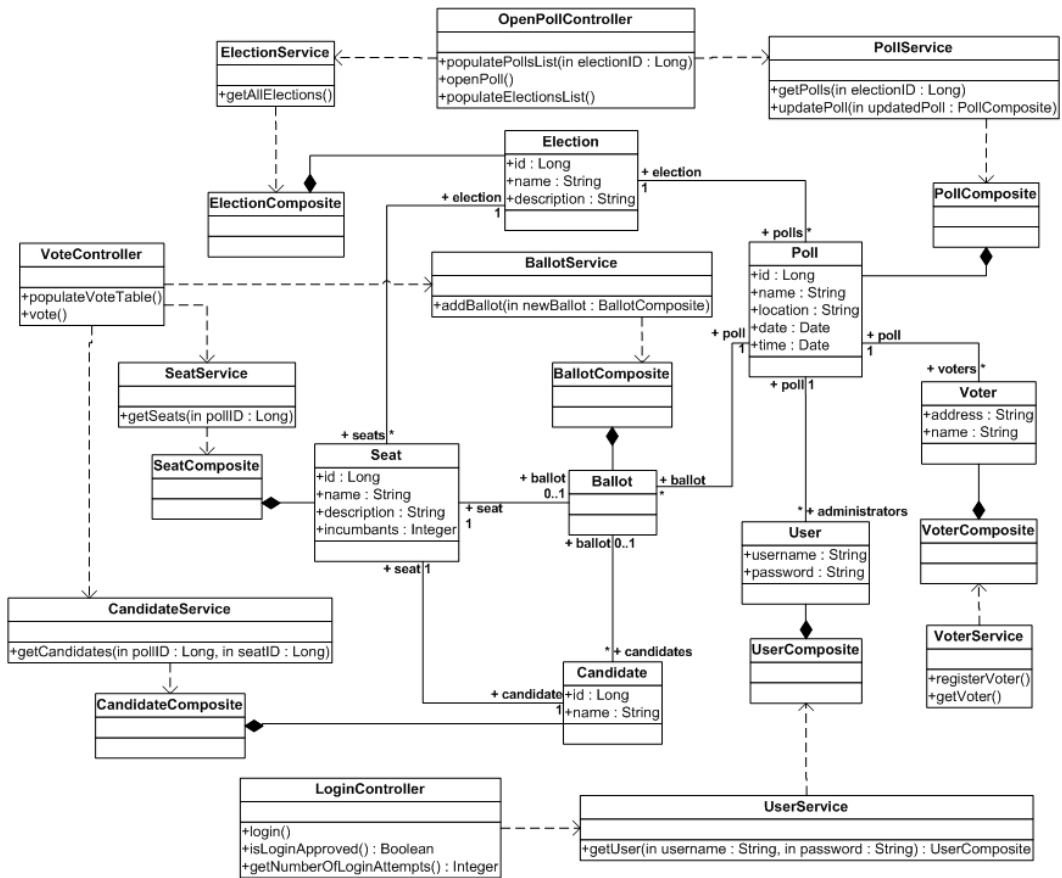 OpenPollController
+populatePollsList(in electionID : Long)
+openPoll()
+populateElectionsList()
ElectionService
+getAllElections()
PollService
+getPolls(in electionID : Long)
+updatePoll(in updatedPoll : PollComposite)
Election
+id : Long
+name : String
+description : String
+ election
1
+ election
1
ElectionComposite
PollComposite
+ polls *
Poll
+id : Long
+name : String
+location : String
+date : Date
+time : Date
VoteController
+populateVoteTable()
+vote()
BallotService
+addBallot(in newBallot : BallotComposite)
+ poll
1
+ poll
1
+ poll 1
SeatService
+getSeats(in pollID : Long)
BallotComposite
+ voters *
Voter
+address : String
+name : String
+ seats *
Seat
+id : Long
+name : String
+description : String
+incumbants : Integer
SeatComposite
+ ballot
0..1
Ballot
+ ballot
*
+ seat
1
+ ballot 0..1
* + administrators
User
+username : String
+password : String
VoterComposite
+ seat 1
CandidateService
+getCandidates(in pollID : Long, in seatID : Long)
VoterService
+registerVoter()
+getVoter()
UserComposite
* + candidates
Candidate
+id : Long
+name : String
+ candidate
1
CandidateComposite
LoginController
+login()
+isLoginApproved() : Boolean
+getNumberOfLoginAttempts() : Integer
UserService
+getUser(in username : String, in password : String) : UserComposite